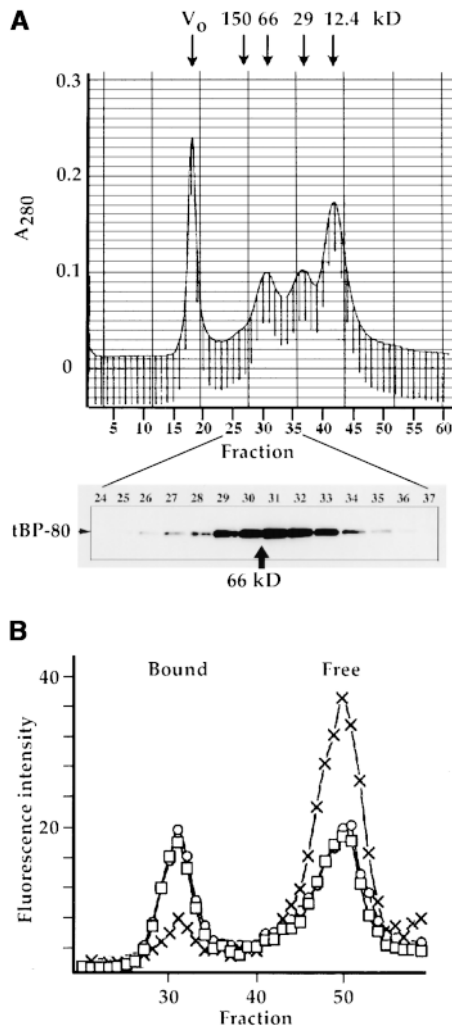 A
Vo 150 66 29 12.4 kD
0.3
0.2
0.1
0
A280
5 10 15 20 25 30 35 40 45 50 55 60
Fraction
24 25 26 27 28 29 30 31 32 33 34 35 36 37
tBP-80
66 kD
B
Bound Free
40
20
Fluorescence intensity
30 40 50
Fraction